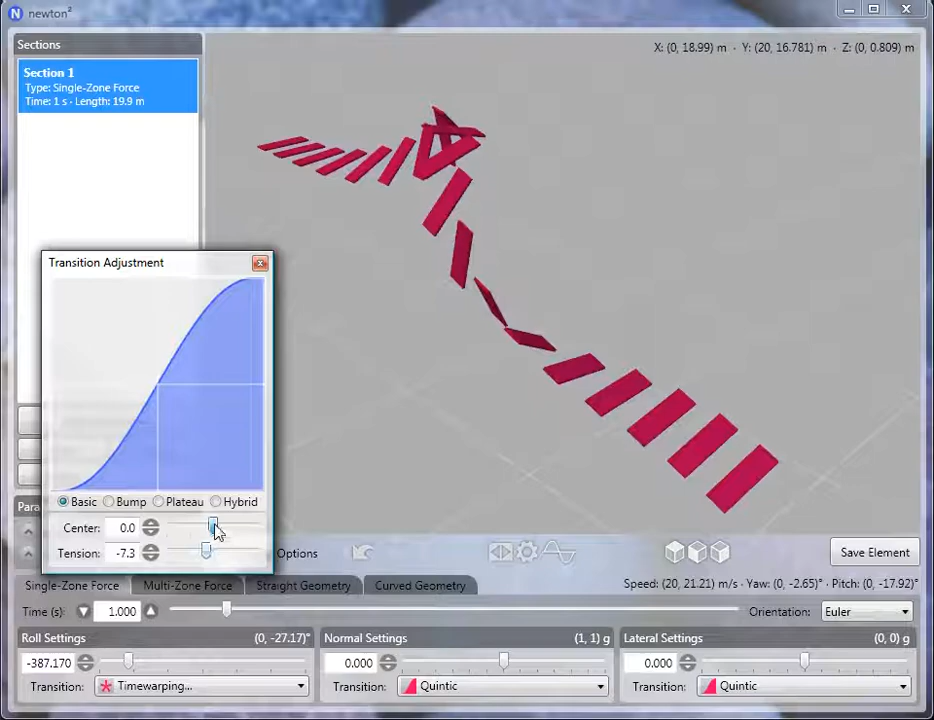 newton²
Sections
X: (0, 18.99) m · Y: (20, 16.781) m · Z: (0, 0.809) m
Section 1
Type: Single-Zone Force
Time: 1 s · Length: 19.9 m
Transition Adjustment
Basic Bump Plateau Hybrid
Center: 0.0
Tension: -7.3
Para
Options
Save Element
Single-Zone Force Multi-Zone Force Straight Geometry Curved Geometry
Speed: (20, 21.21) m/s · Yaw: (0, -2.65)° · Pitch: (0, -17.92)°
Time (s): 1.000 Orientation: Euler
Roll Settings (0, -27.17)°
-387.170
Transition: Timewarping...
Normal Settings (1, 1) g
0.000
Transition: Quintic
Lateral Settings (0, 0) g
0.000
Transition: Quintic